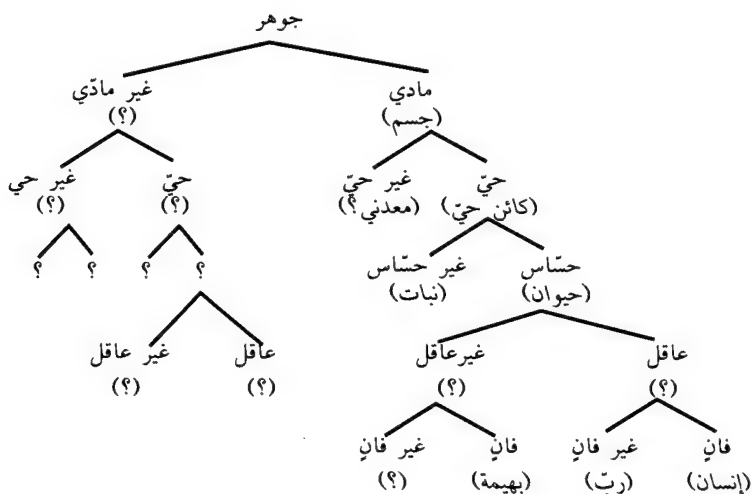 جوهر
مادي غير مادّي
(جسم) (؟)
حيّ غير حيّ حيّ غير حي
(كائن حيّ) (معدني؟) (؟) (؟)
حسّاس غير حسّاس ؟ ؟ ؟ ؟
(حيوان) (نبات)
عاقل غيرعاقل عاقل غير عاقل
(؟) (؟) (؟) (؟)
فانٍ غير فانٍ فانٍ غير فانٍ
(إنسان) (ربّ) (بهيمة) (؟)